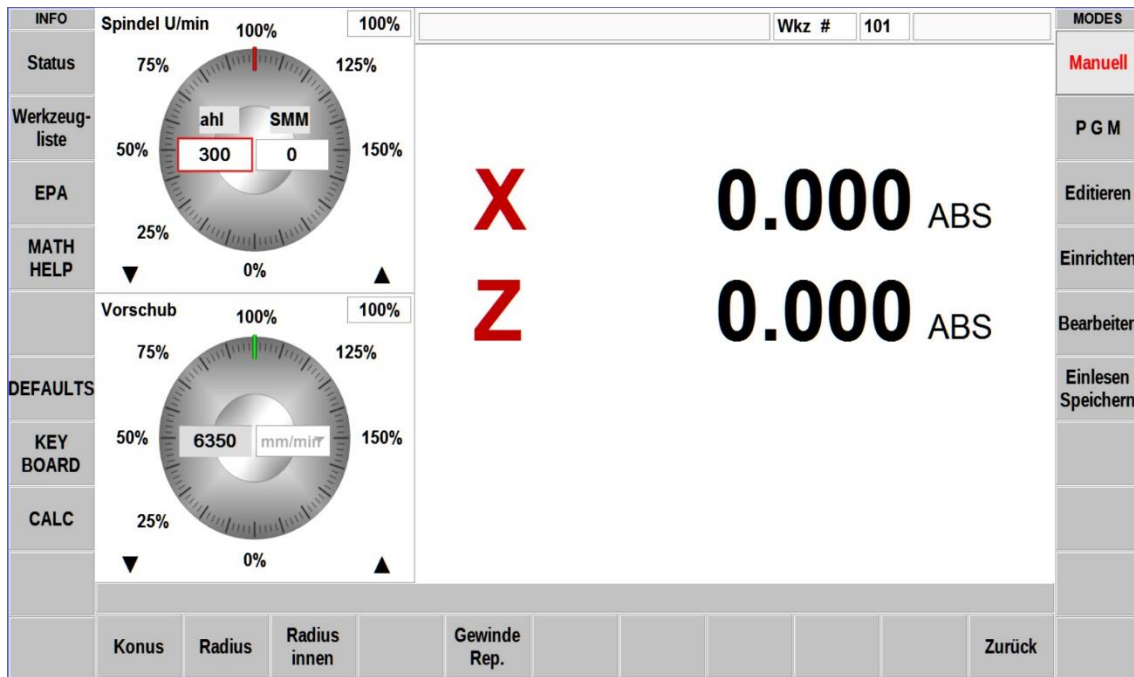 INFO
Status
Werkzeug-
liste
EPA
MATH
HELP
DEFAULTS
KEY
BOARD
CALC
Spindel U/min
100%
100%
75%
125%
ahl
SMM
50%
300
0
150%
25%
▼
0%
▲
Vorschub
100%
100%
75%
125%
50%
6350
mm/min
150%
25%
▼
0%
▲
Wkz #
101
X 0.000 ABS
Z 0.000 ABS
Konus
Radius
Radius
innen
Gewinde
Rep.
Zurück
MODES
Manuell
P G M
Editieren
Einrichten
Bearbeiten
Einlesen
Speichern